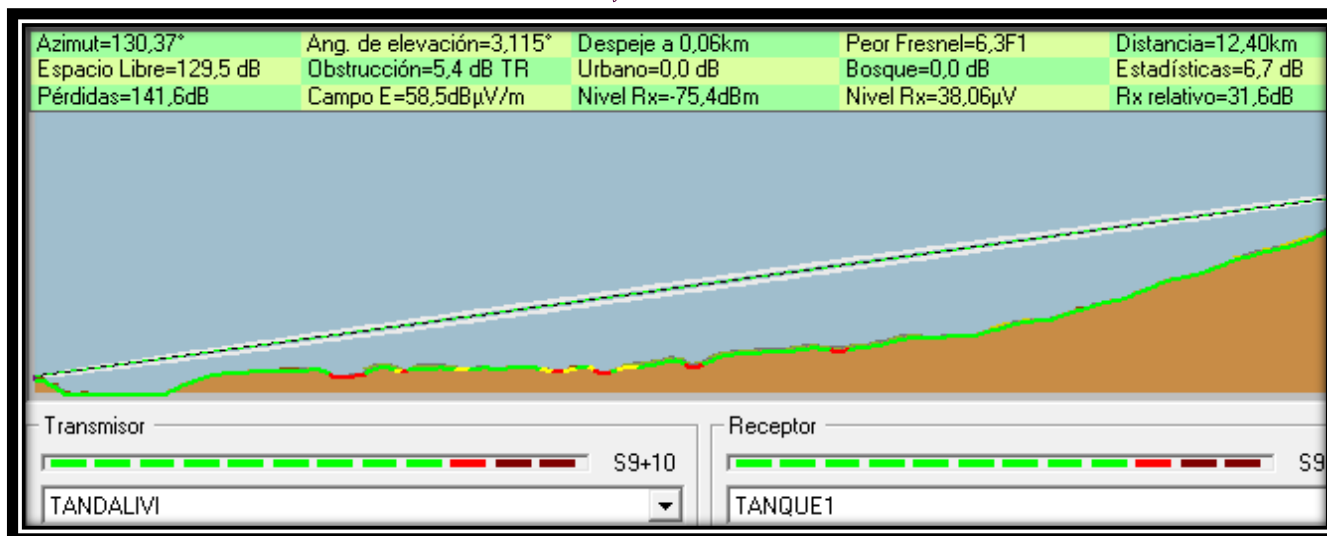 Azimut=130,37° Ang. de elevación=3,115° Despeje a 0,06km Peor Fresnel=6,3F1 Distancia=12,40km
Espacio Libre=129,5 dB Obstrucción=5,4 dB TR Urbano=0,0 dB Bosque=0,0 dB Estadísticas=6,7 dB
Pérdidas=141,6dB Campo E=58,5dBµV/m Nivel Rx=-75,4dBm Nivel Rx=38,06µV Rx relativo=31,6dB
Transmisor Receptor
S9+10 S9
TANDALIVI TANQUE1